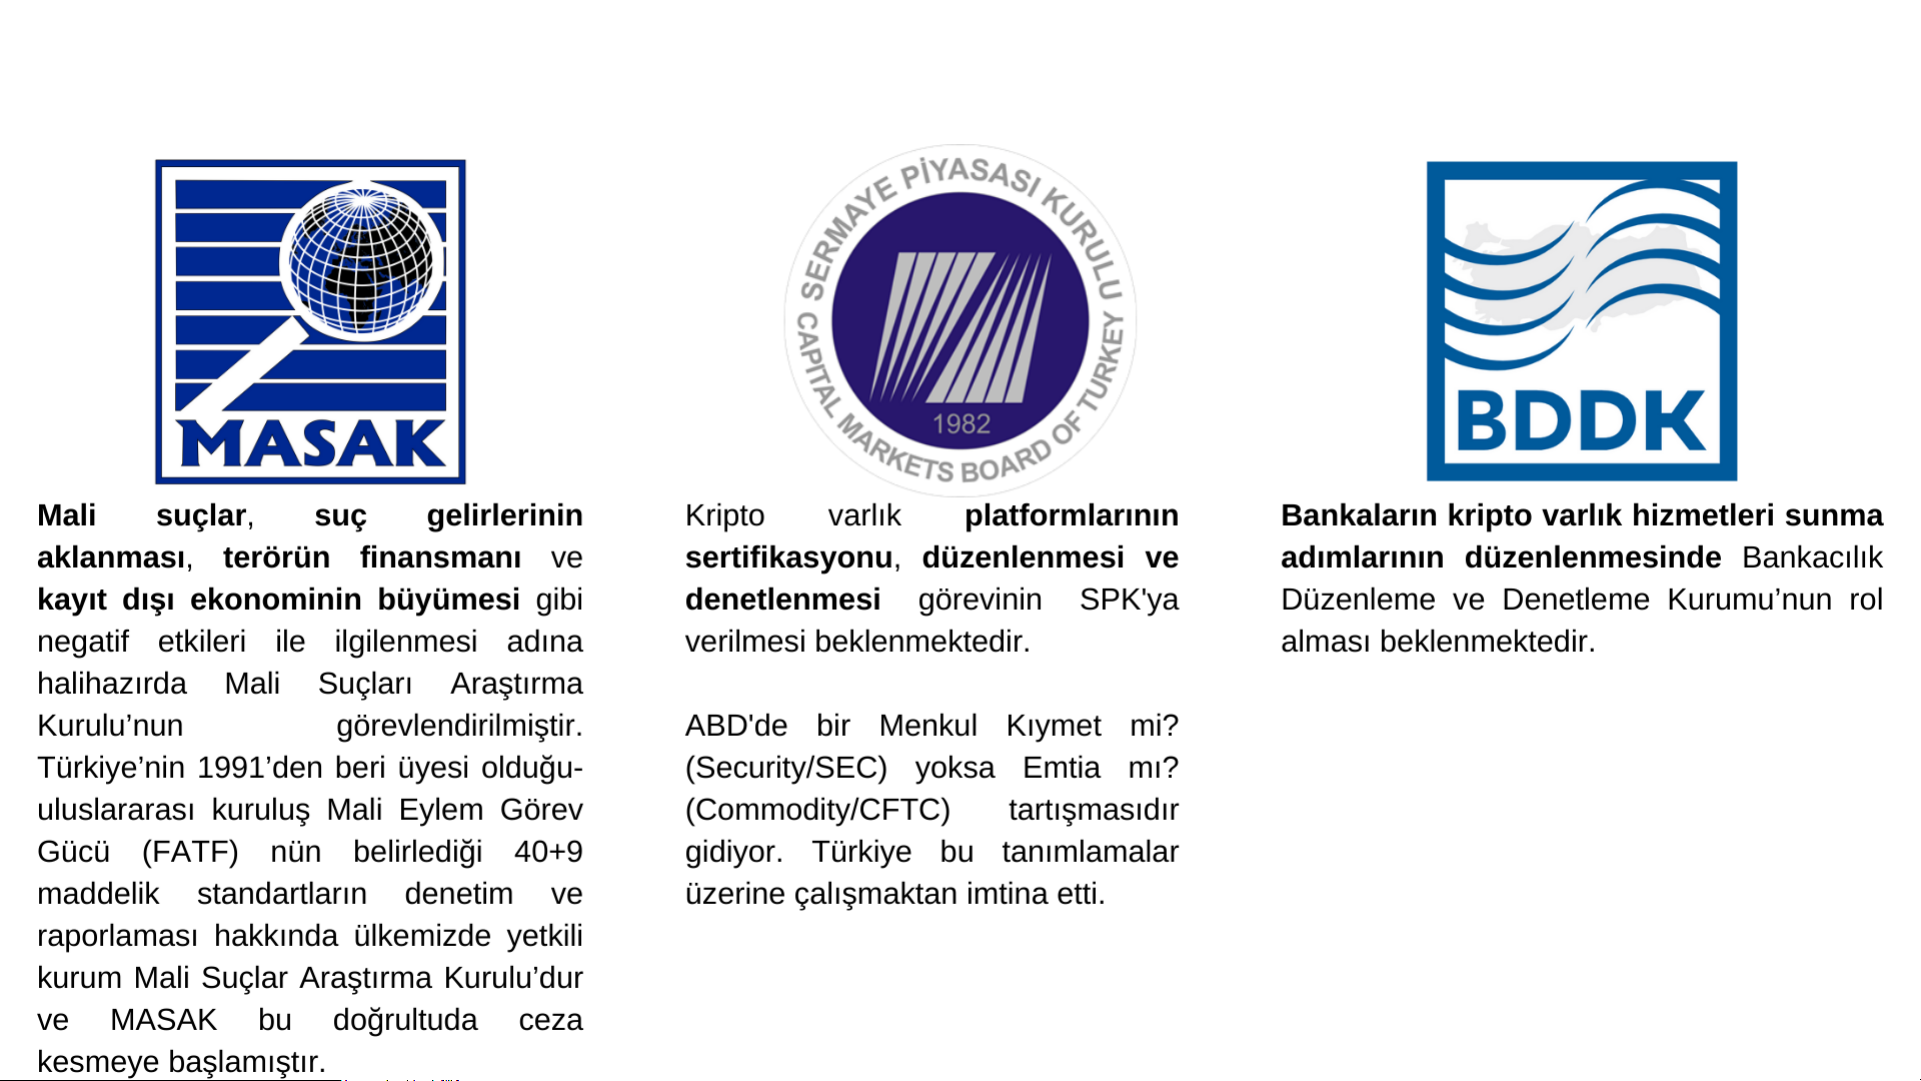 MASAK
Mali suçlar, suç gelirlerinin
aklanması, terörün finansmanı ve
kayıt dışı ekonominin büyümesi gibi
negatif etkileri ile ilgilenmesi adına
halihazırda Mali Suçları Araştırma
Kurulu’nun görevlendirilmiştir.
Türkiye’nin 1991’den beri üyesi olduğu-
uluslararası kuruluş Mali Eylem Görev
Gücü (FATF) nün belirlediği 40+9
maddelik standartların denetim ve
raporlaması hakkında ülkemizde yetkili
kurum Mali Suçlar Araştırma Kurulu’dur
ve MASAK bu doğrultuda ceza
kesmeye başlamıştır.
SERMAYE PİYASASI KURULU
CAPITAL MARKETS BOARD OF TURKEY
1982
Kripto varlık platformlarının
sertifikasyonu, düzenlenmesi ve
denetlenmesi görevinin SPK'ya
verilmesi beklenmektedir.
ABD'de bir Menkul Kıymet mi?
(Security/SEC) yoksa Emtia mı?
(Commodity/CFTC) tartışmasıdır
gidiyor. Türkiye bu tanımlamalar
üzerine çalışmaktan imtina etti.
BDDK
Bankaların kripto varlık hizmetleri sunma
adımlarının düzenlenmesinde Bankacılık
Düzenleme ve Denetleme Kurumu’nun rol
alması beklenmektedir.